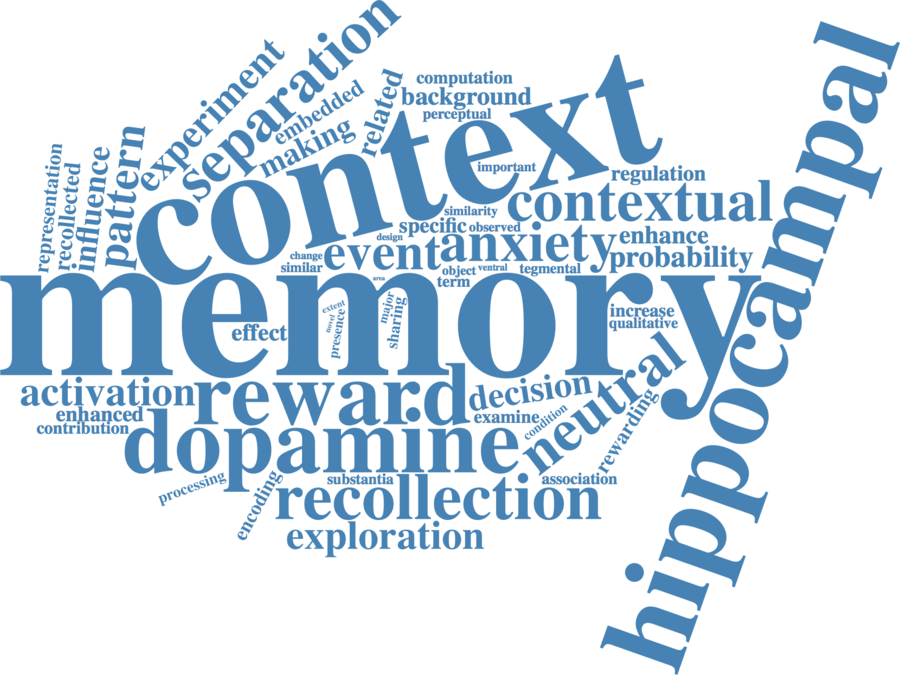 computation
background
perceptual
related
separation
experiment
embedded
making
context
important
regulation
contextual
similarity
specific
observed
design
event
anxiety
enhance
probability
change
similar
object
ventral
tegmental
term
area
representation
recollected
influence
pattern
memory
hippocampal
effect
extent
novel
presence
major
sharing
increase
qualitative
activation
reward
decision
neutral
enhanced
contribution
dopamine
examine
condition
rewarding
processing
encoding
substantia
association
recollection
exploration